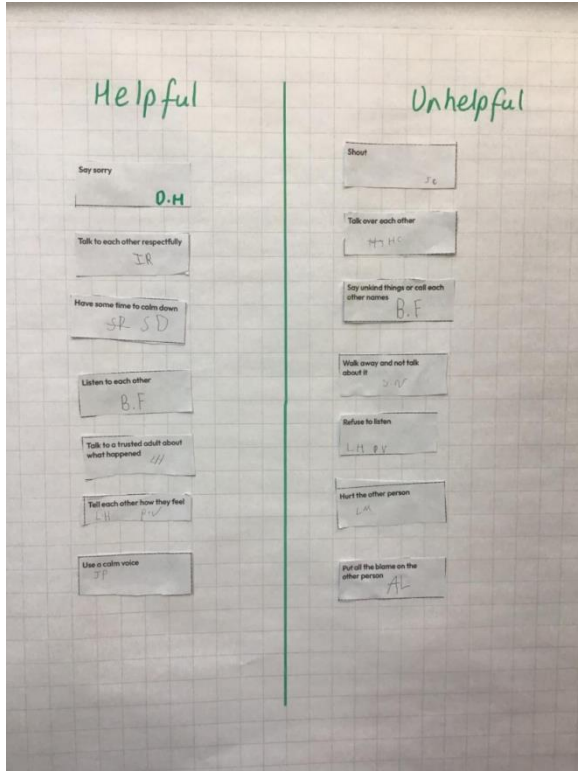 Helpful
Say sorry
D.H
Talk to each other respectfully
IR
Have some time to calm down
SR SD
Listen to each other
B.F
Talk to a trusted adult about
what happened
Tell each other how they feel
LH
Use a calm voice
JP
Unhelpful
Shout
Talk over each other
Say unkind things or call each
other names
B.F
Walk away and not talk
about it
Refuse to listen
LH
Hurt the other person
LM
Put all the blame on the
other person
AL